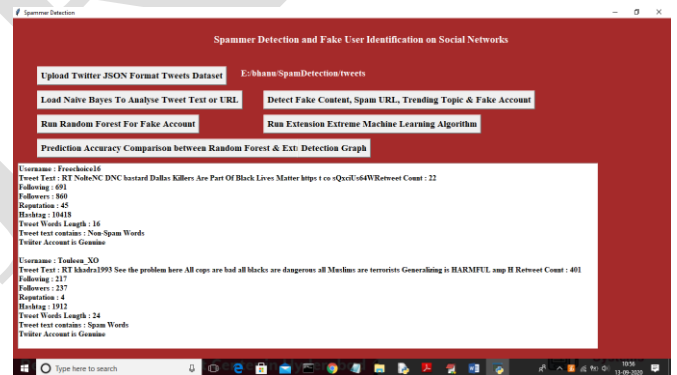 Spammer Detection
Spammer Detection and Fake User Identification on Social Networks
Upload Twitter JSON Format Tweets Dataset E:/bhanu/SpamDetection/tweets
Load Naive Bayes To Analyse Tweet Text or URL Detect Fake Content, Spam URL, Trending Topic & Fake Account
Run Random Forest For Fake Account Run Extension Extreme Machine Learning Algorithm
Prediction Accuracy Comparison between Random Forest & Ext: Detection Graph
Username : Freechoice16
Tweet Text : RT NolteNC DNC bastard Dallas Killers Are Part Of Black Lives Matter https t co sQxciUs64WRetweet Count : 22
Following : 691
Followers : 860
Reputation : 45
Hashtag : 10418
Tweet Words Length : 16
Tweet text contains : Non-Spam Words
Twiiter Account is Genuine
Username : Touleen_XO
Tweet Text : RT khadra1993 See the problem here All cops are bad all blacks are dangerous all Muslims are terrorists Generalizing is HARMFUL amp H Retweet Count : 401
Following : 217
Followers : 237
Reputation : 4
Hashtag : 1912
Tweet Words Length : 24
Tweet text contains : Spam Words
Twiiter Account is Genuine
Type here to search
10:56
13-09-2020